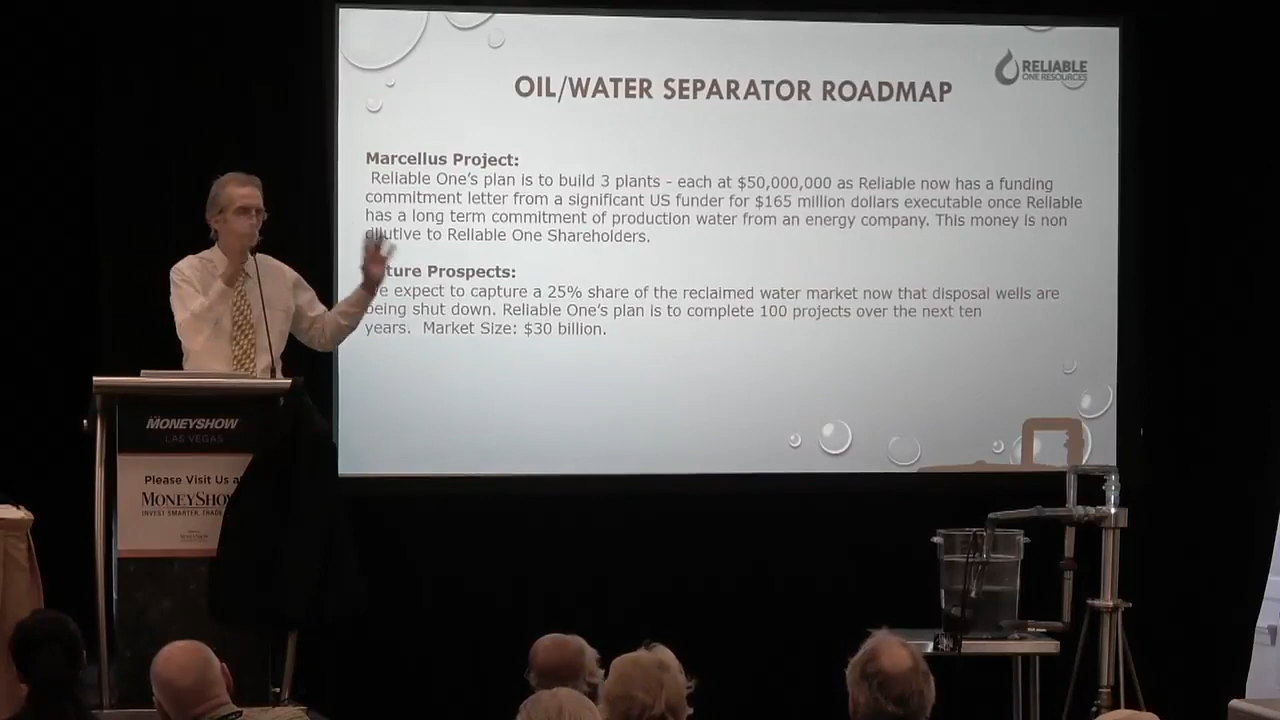 OIL/WATER SEPARATOR ROADMAP
RELIABLE
ONE RESOURCES
Marcellus Project:
Reliable One's plan is to build 3 plants - each at $50,000,000 as Reliable now has a funding
commitment letter from a significant US funder for $165 million dollars executable once Reliable
has a long term commitment of production water from an energy company. This money is non
dilutive to Reliable One Shareholders.
ture Prospects:
e expect to capture a 25% share of the reclaimed water market now that disposal wells are
being shut down. Reliable One's plan is to complete 100 projects over the next ten
years. Market Size: $30 billion.
MONEYSHOW
LAS VEGAS
Please Visit Us a
MONEYSHO
INVEST SMARTER, TRADE